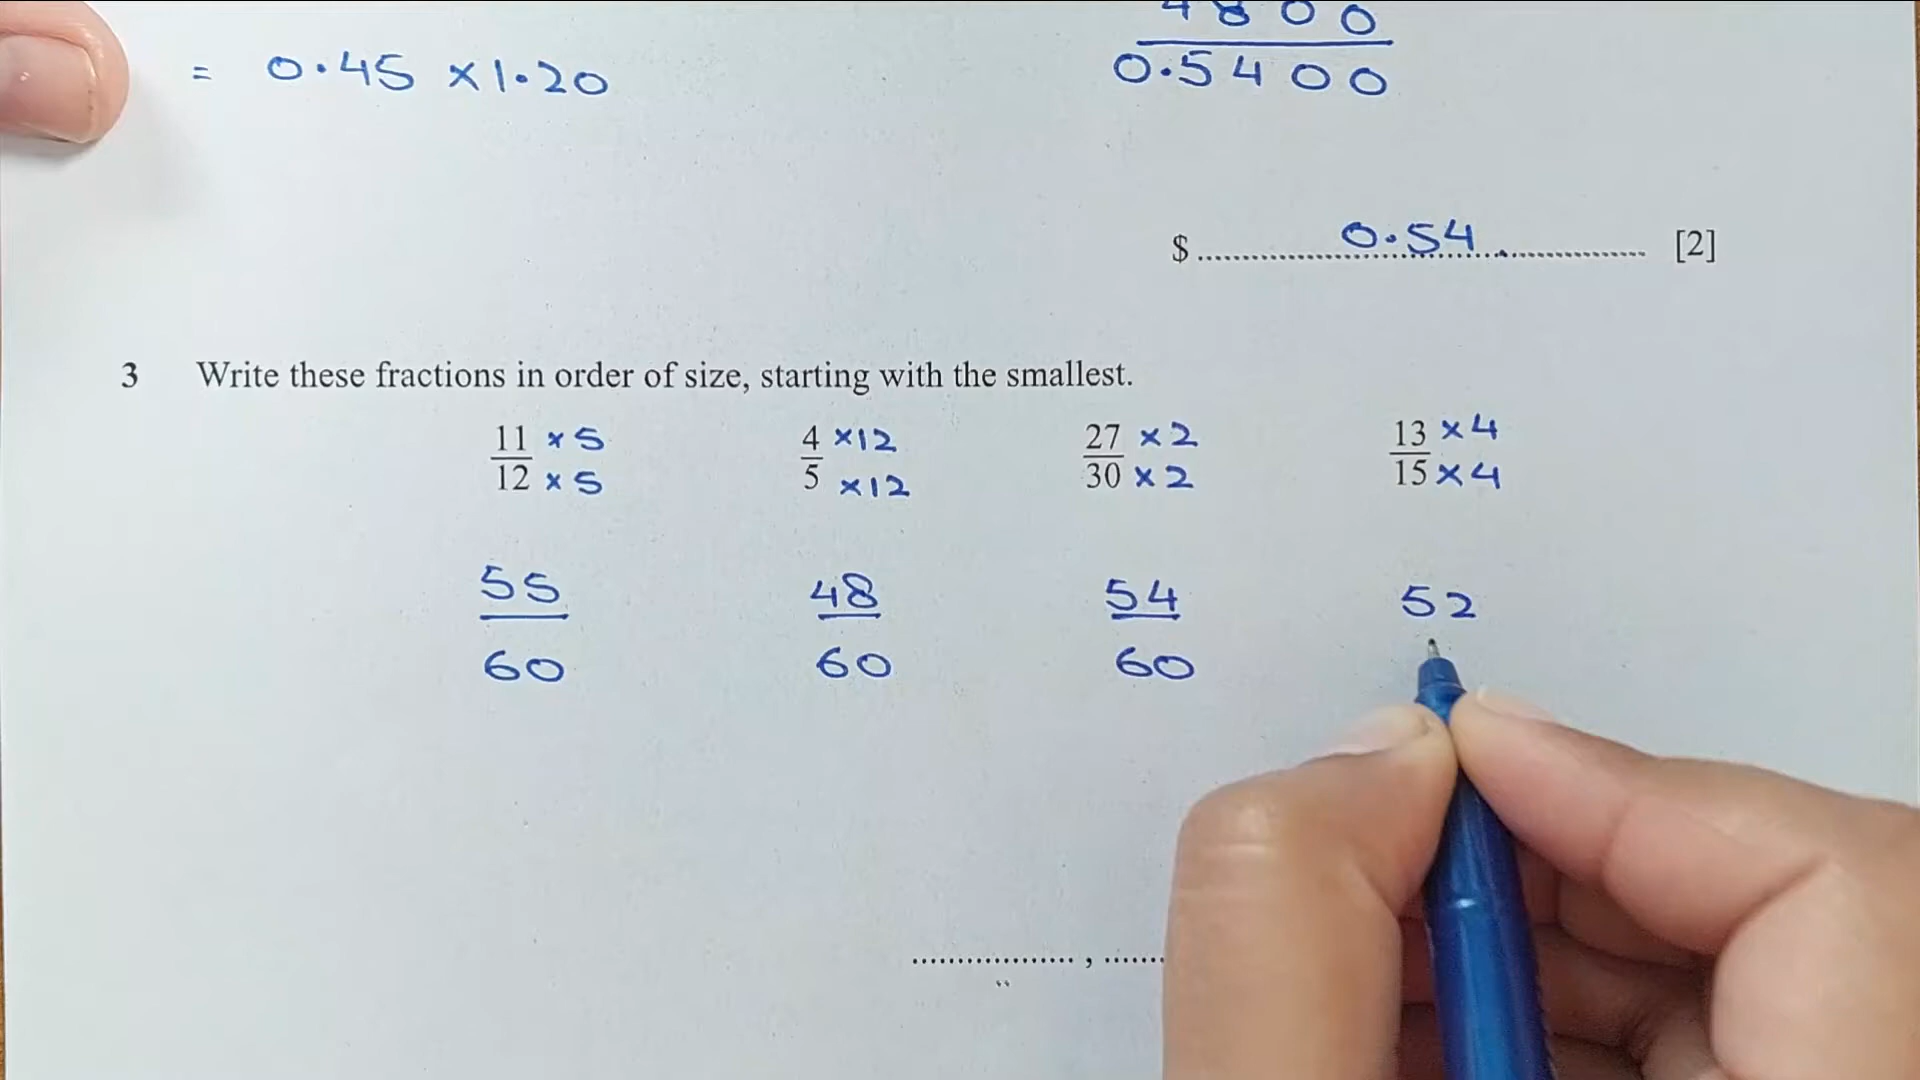 4800
= 0.45 ×1.20
0.5400
$ 0.54 [2]
3 Write these fractions in order of size, starting with the smallest.
11 × 5 4 ×12 27 × 2 13 × 4
12 × 5 5 ×12 30 × 2 15 × 4
55 48 54 52
60 60 60